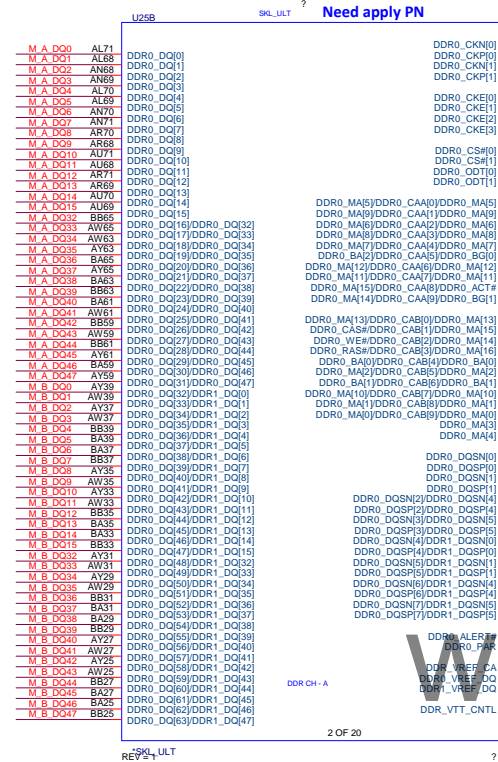 ?
U25B
SKL_ULT
Need apply PN
M_A_DQ0 AL71 DDR0_DQ[0]
M_A_DQ1 AL68 DDR0_DQ[1]
M_A_DQ2 AN68 DDR0_DQ[2]
M_A_DQ3 AN69 DDR0_DQ[3]
M_A_DQ4 AL70 DDR0_DQ[4]
M_A_DQ5 AL69 DDR0_DQ[5]
M_A_DQ6 AN70 DDR0_DQ[6]
M_A_DQ7 AN71 DDR0_DQ[7]
M_A_DQ8 AR70 DDR0_DQ[8]
M_A_DQ9 AR68 DDR0_DQ[9]
M_A_DQ10 AU71 DDR0_DQ[10]
M_A_DQ11 AU68 DDR0_DQ[11]
M_A_DQ12 AR71 DDR0_DQ[12]
M_A_DQ13 AR69 DDR0_DQ[13]
M_A_DQ14 AU70 DDR0_DQ[14]
M_A_DQ15 AU69 DDR0_DQ[15]
M_A_DQ32 BB65 DDR0_DQ[16]/DDR0_DQ[32]
M_A_DQ33 AW65 DDR0_DQ[17]/DDR0_DQ[33]
M_A_DQ34 AW63 DDR0_DQ[18]/DDR0_DQ[34]
M_A_DQ35 AY63 DDR0_DQ[19]/DDR0_DQ[35]
M_A_DQ36 BA65 DDR0_DQ[20]/DDR0_DQ[36]
M_A_DQ37 AY65 DDR0_DQ[21]/DDR0_DQ[37]
M_A_DQ38 BA63 DDR0_DQ[22]/DDR0_DQ[38]
M_A_DQ39 BB63 DDR0_DQ[23]/DDR0_DQ[39]
M_A_DQ40 BA61 DDR0_DQ[24]/DDR0_DQ[40]
M_A_DQ41 AW61 DDR0_DQ[25]/DDR0_DQ[41]
M_A_DQ42 BB59 DDR0_DQ[26]/DDR0_DQ[42]
M_A_DQ43 AW59 DDR0_DQ[27]/DDR0_DQ[43]
M_A_DQ44 BB61 DDR0_DQ[28]/DDR0_DQ[44]
M_A_DQ45 AY61 DDR0_DQ[29]/DDR0_DQ[45]
M_A_DQ46 BA59 DDR0_DQ[30]/DDR0_DQ[46]
M_A_DQ47 AY59 DDR0_DQ[31]/DDR0_DQ[47]
M_B_DQ0 AY39 DDR0_DQ[32]/DDR1_DQ[0]
M_B_DQ1 AW39 DDR0_DQ[33]/DDR1_DQ[1]
M_B_DQ2 AY37 DDR0_DQ[34]/DDR1_DQ[2]
M_B_DQ3 AW37 DDR0_DQ[35]/DDR1_DQ[3]
M_B_DQ4 BB39 DDR0_DQ[36]/DDR1_DQ[4]
M_B_DQ5 BA39 DDR0_DQ[37]/DDR1_DQ[5]
M_B_DQ6 BA37 DDR0_DQ[38]/DDR1_DQ[6]
M_B_DQ7 BB37 DDR0_DQ[39]/DDR1_DQ[7]
M_B_DQ8 AY35 DDR0_DQ[40]/DDR1_DQ[8]
M_B_DQ9 AW35 DDR0_DQ[41]/DDR1_DQ[9]
M_B_DQ10 AY33 DDR0_DQ[42]/DDR1_DQ[10]
M_B_DQ11 AW33 DDR0_DQ[43]/DDR1_DQ[11]
M_B_DQ12 BB35 DDR0_DQ[44]/DDR1_DQ[12]
M_B_DQ13 BA35 DDR0_DQ[45]/DDR1_DQ[13]
M_B_DQ14 BA33 DDR0_DQ[46]/DDR1_DQ[14]
M_B_DQ15 BB33 DDR0_DQ[47]/DDR1_DQ[15]
M_B_DQ32 AY31 DDR0_DQ[48]/DDR1_DQ[32]
M_B_DQ33 AW31 DDR0_DQ[49]/DDR1_DQ[33]
M_B_DQ34 AY29 DDR0_DQ[50]/DDR1_DQ[34]
M_B_DQ35 AW29 DDR0_DQ[51]/DDR1_DQ[35]
M_B_DQ36 BB31 DDR0_DQ[52]/DDR1_DQ[36]
M_B_DQ37 BA31 DDR0_DQ[53]/DDR1_DQ[37]
M_B_DQ38 BA29 DDR0_DQ[54]/DDR1_DQ[38]
M_B_DQ39 BB29 DDR0_DQ[55]/DDR1_DQ[39]
M_B_DQ40 AY27 DDR0_DQ[56]/DDR1_DQ[40]
M_B_DQ41 AW27 DDR0_DQ[57]/DDR1_DQ[41]
M_B_DQ42 AY25 DDR0_DQ[58]/DDR1_DQ[42]
M_B_DQ43 AW25 DDR0_DQ[59]/DDR1_DQ[43]
M_B_DQ44 BB27 DDR0_DQ[60]/DDR1_DQ[44]
M_B_DQ45 BA27 DDR0_DQ[61]/DDR1_DQ[45]
M_B_DQ46 BA25 DDR0_DQ[62]/DDR1_DQ[46]
M_B_DQ47 BB25 DDR0_DQ[63]/DDR1_DQ[47]
DDR0_CKN[0]
DDR0_CKP[0]
DDR0_CKN[1]
DDR0_CKP[1]
DDR0_CKE[0]
DDR0_CKE[1]
DDR0_CKE[2]
DDR0_CKE[3]
DDR0_CS#[0]
DDR0_CS#[1]
DDR0_ODT[0]
DDR0_ODT[1]
DDR0_MA[5]/DDR0_CAA[0]/DDR0_MA[5]
DDR0_MA[9]/DDR0_CAA[1]/DDR0_MA[9]
DDR0_MA[6]/DDR0_CAA[2]/DDR0_MA[6]
DDR0_MA[8]/DDR0_CAA[3]/DDR0_MA[8]
DDR0_MA[7]/DDR0_CAA[4]/DDR0_MA[7]
DDR0_BA[2]/DDR0_CAA[5]/DDR0_BG[0]
DDR0_MA[12]/DDR0_CAA[6]/DDR0_MA[12]
DDR0_MA[11]/DDR0_CAA[7]/DDR0_MA[11]
DDR0_MA[15]/DDR0_CAA[8]/DDR0_ACT#
DDR0_MA[14]/DDR0_CAA[9]/DDR0_BG[1]
DDR0_MA[13]/DDR0_CAB[0]/DDR0_MA[13]
DDR0_CAS#/DDR0_CAB[1]/DDR0_MA[15]
DDR0_WE#/DDR0_CAB[2]/DDR0_MA[14]
DDR0_RAS#/DDR0_CAB[3]/DDR0_MA[16]
DDR0_BA[0]/DDR0_CAB[4]/DDR0_BA[0]
DDR0_MA[2]/DDR0_CAB[5]/DDR0_MA[2]
DDR0_BA[1]/DDR0_CAB[6]/DDR0_BA[1]
DDR0_MA[10]/DDR0_CAB[7]/DDR0_MA[10]
DDR0_MA[1]/DDR0_CAB[8]/DDR0_MA[1]
DDR0_MA[0]/DDR0_CAB[9]/DDR0_MA[0]
DDR0_MA[3]
DDR0_MA[4]
DDR0_DQSN[0]
DDR0_DQSP[0]
DDR0_DQSN[1]
DDR0_DQSP[1]
DDR0_DQSN[2]/DDR0_DQSN[4]
DDR0_DQSP[2]/DDR0_DQSP[4]
DDR0_DQSN[3]/DDR0_DQSN[5]
DDR0_DQSP[3]/DDR0_DQSP[5]
DDR0_DQSN[4]/DDR1_DQSN[0]
DDR0_DQSP[4]/DDR1_DQSP[0]
DDR0_DQSN[5]/DDR1_DQSN[1]
DDR0_DQSP[5]/DDR1_DQSP[1]
DDR0_DQSN[6]/DDR1_DQSN[4]
DDR0_DQSP[6]/DDR1_DQSP[4]
DDR0_DQSN[7]/DDR1_DQSN[5]
DDR0_DQSP[7]/DDR1_DQSP[5]
DDR0_ALERT#
DDR0_PAR
DDR_VREF_CA
DDR0_VREF_DQ
DDR1_VREF_DQ
DDR_VTT_CNTL
W
DDR CH - A
2 OF 20
*SKL_ULT
REV = 1
?